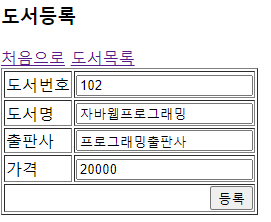 도서등록
처음으로 도서목록
도서번호 102
도서명 자바웹프로그래밍
출판사 프로그래밍출판사
가격 20000
등록